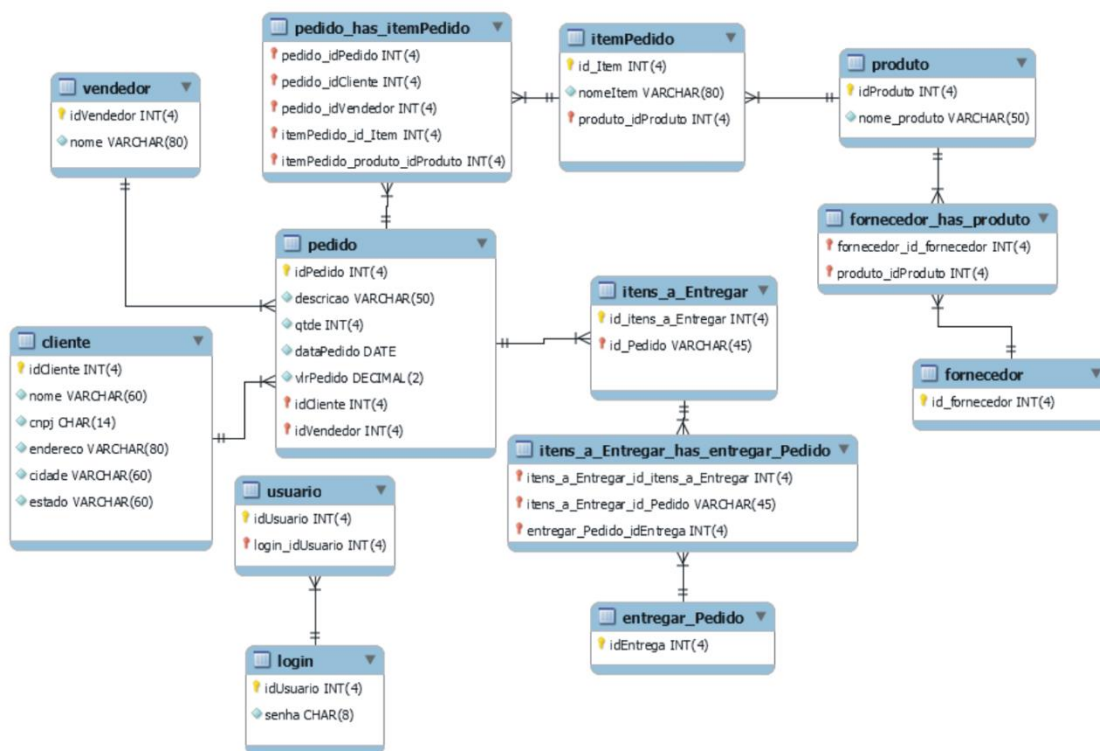 pedido_has_itemPedido
pedido_idPedido INT(4)
pedido_idCliente INT(4)
pedido_idVendedor INT(4)
itemPedido_id_Item INT(4)
itemPedido_produto_idProduto INT(4)
itemPedido
id_Item INT(4)
nomeItem VARCHAR(80)
produto_idProduto INT(4)
produto
idProduto INT(4)
nome_produto VARCHAR(50)
vendedor
idVendedor INT(4)
nome VARCHAR(80)
fornecedor_has_produto
fornecedor_id_fornecedor INT(4)
produto_idProduto INT(4)
pedido
idPedido INT(4)
descricao VARCHAR(50)
qtde INT(4)
dataPedido DATE
vlrPedido DECIMAL(2)
idCliente INT(4)
idVendedor INT(4)
itens_a_Entregar
id_itens_a_Entregar INT(4)
id_Pedido VARCHAR(45)
cliente
idCliente INT(4)
nome VARCHAR(60)
cnpj CHAR(14)
endereco VARCHAR(80)
cidade VARCHAR(60)
estado VARCHAR(60)
fornecedor
id_fornecedor INT(4)
itens_a_Entregar_has_entregar_Pedido
itens_a_Entregar_id_itens_a_Entregar INT(4)
itens_a_Entregar_id_Pedido VARCHAR(45)
entregar_Pedido_idEntrega INT(4)
usuario
idUsuario INT(4)
login_idUsuario INT(4)
entregar_Pedido
idEntrega INT(4)
login
idUsuario INT(4)
senha CHAR(8)